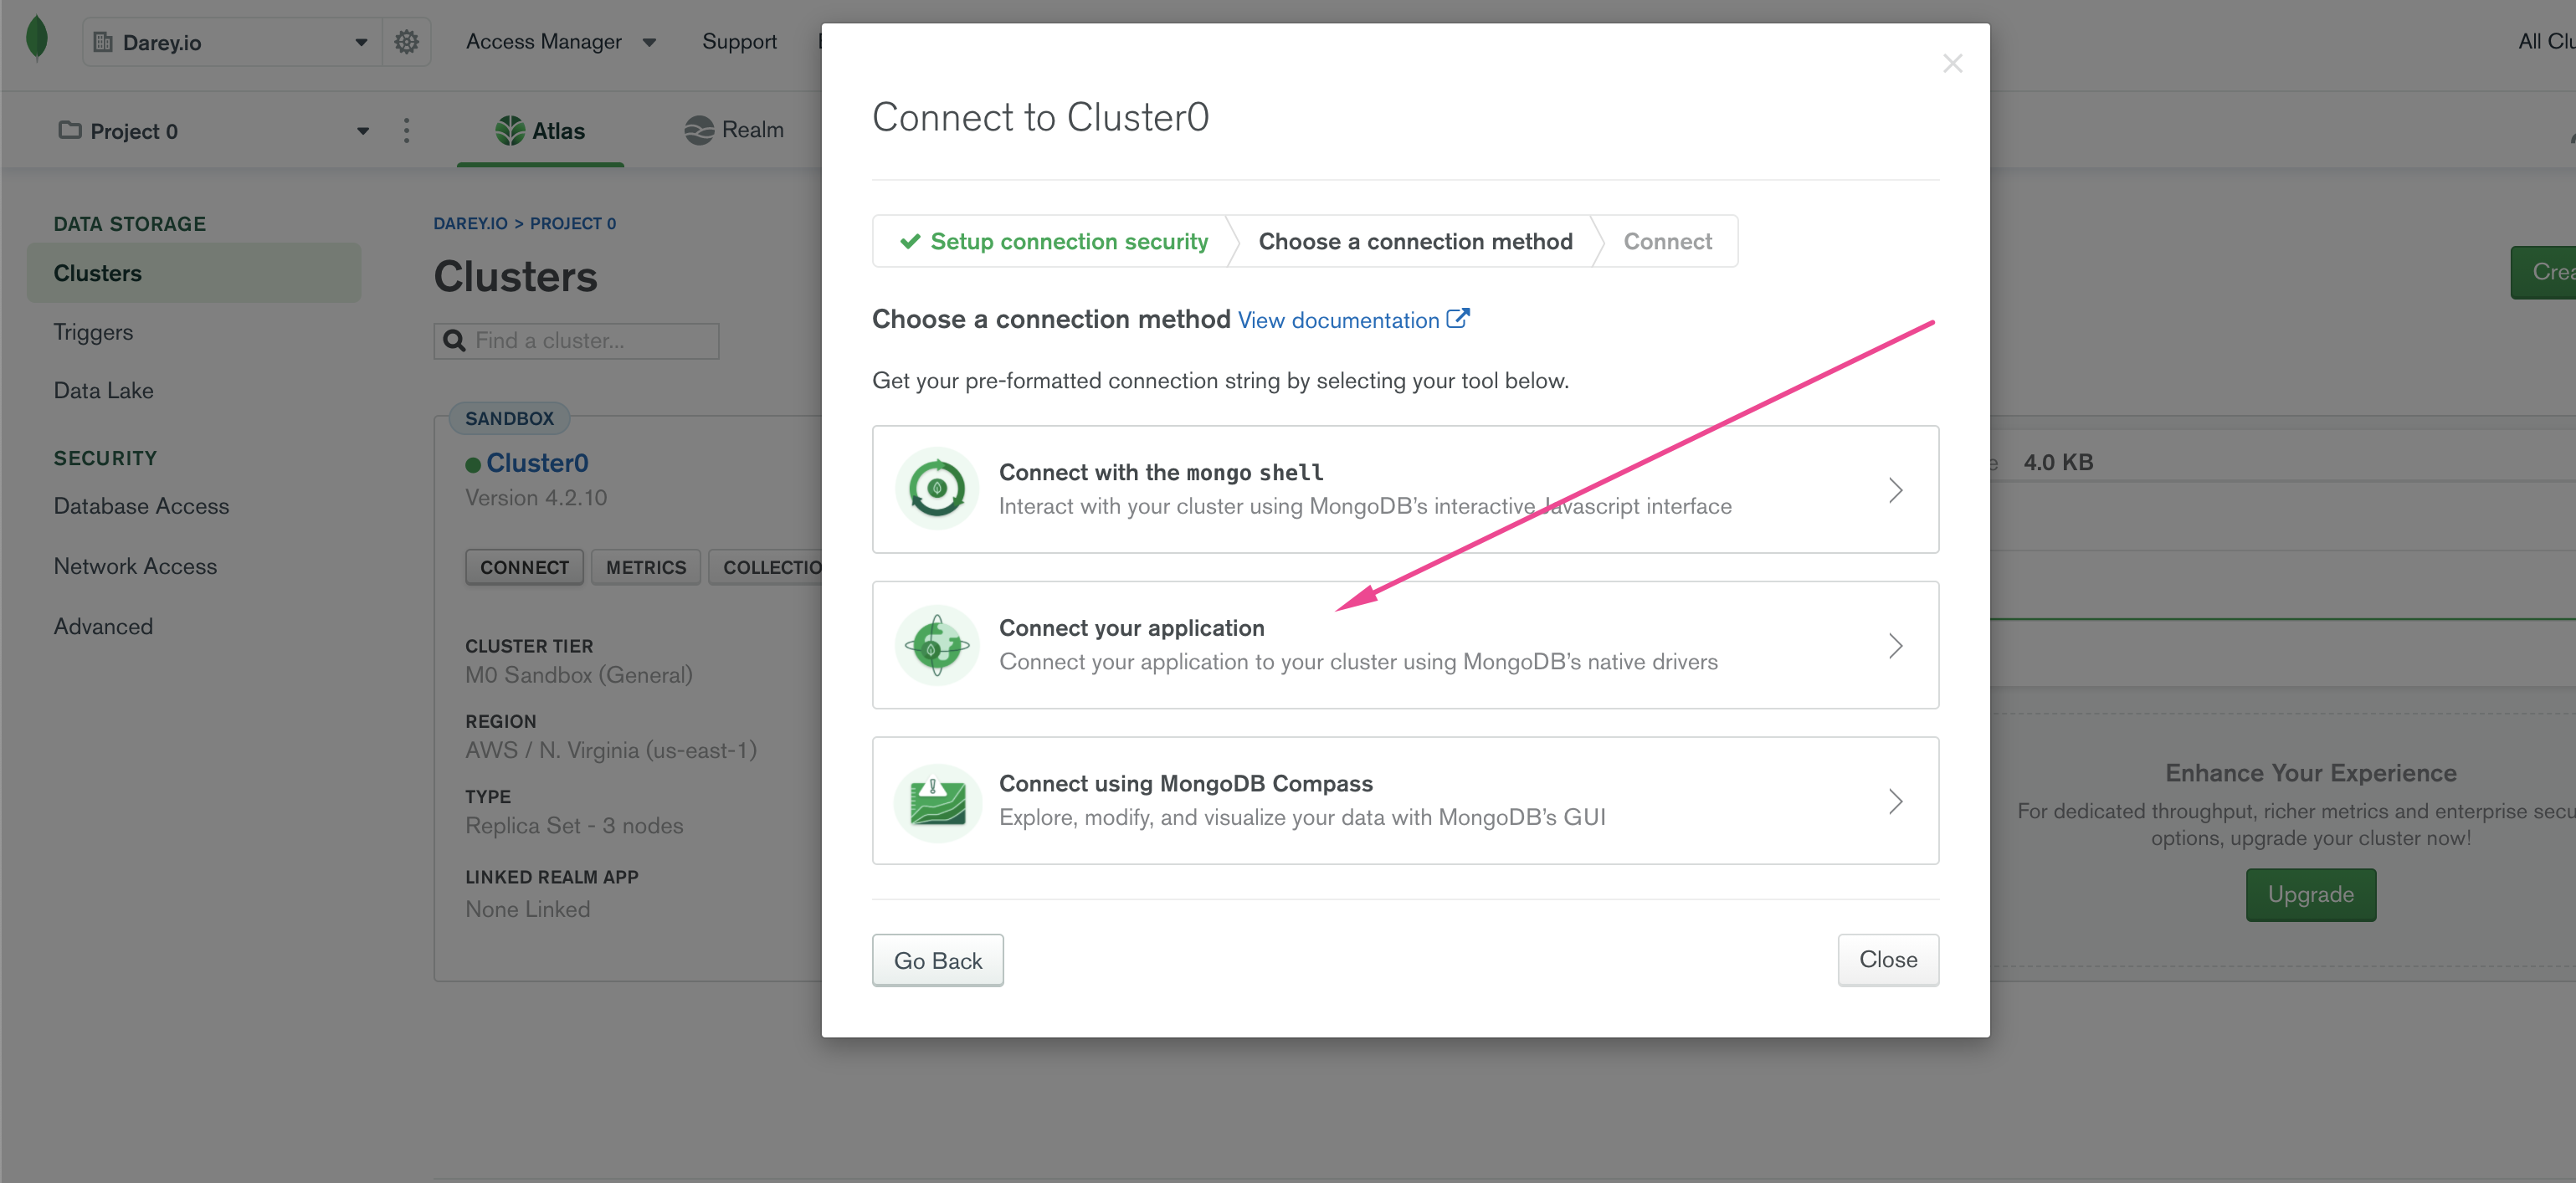 Darey.io
Access Manager
Support
All Clu
Project 0
Atlas
Realm
DATA STORAGE
Clusters
Triggers
Data Lake
SECURITY
Database Access
Network Access
Advanced
DAREY.IO > PROJECT 0
Clusters
Find a cluster...
SANDBOX
Cluster0
Version 4.2.10
CONNECT
METRICS
COLLECTIO
CLUSTER TIER
M0 Sandbox (General)
REGION
AWS / N. Virginia (us-east-1)
TYPE
Replica Set - 3 nodes
LINKED REALM APP
None Linked
Connect to Cluster0
Setup connection security
Choose a connection method
Connect
Choose a connection method View documentation
Get your pre-formatted connection string by selecting your tool below.
Connect with the mongo shell
Interact with your cluster using MongoDB's interactive Javascript interface
Connect your application
Connect your application to your cluster using MongoDB's native drivers
Connect using MongoDB Compass
Explore, modify, and visualize your data with MongoDB's GUI
Go Back
Close
Crea
4.0 KB
Enhance Your Experience
For dedicated throughput, richer metrics and enterprise secu
options, upgrade your cluster now!
Upgrade